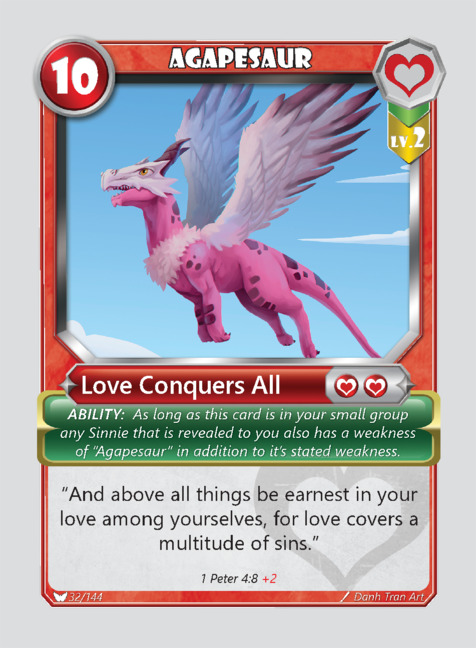 AGAPESAUR
10
LV.2
Love Conquers All
ABILITY: As long as this card is in your small group
any Sinnie that is revealed to you also has a weakness
of "Agapesaur" in addition to it's stated weakness.
“And above all things be earnest in your
love among yourselves, for love covers a
multitude of sins.”
1 Peter 4:8 +2
32/144
Danh Tran Art